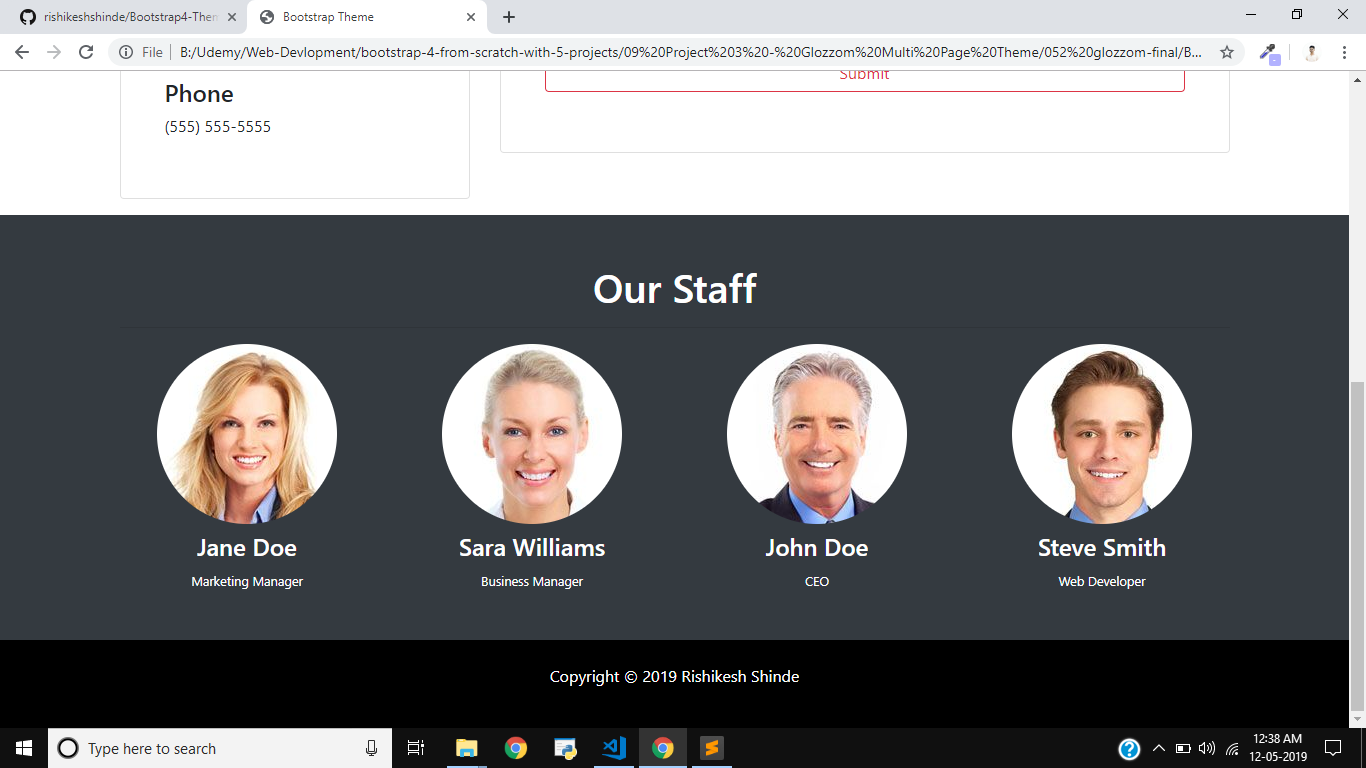 rishikeshshinde/Bootstrap4-Then
Bootstrap Theme
File
B:/Udemy/Web-Devlopment/bootstrap-4-from-scratch-with-5-projects/09%20Project%203%20-%20Glozzom%20Multi%20Page%20Theme/052%20glozzom-final/B...
Submit
Phone
(555) 555-5555
Our Staff
Jane Doe
Sara Williams
John Doe
Steve Smith
Marketing Manager
Business Manager
CEO
Web Developer
Copyright © 2019 Rishikesh Shinde
Type here to search
12:38 AM
12-05-2019